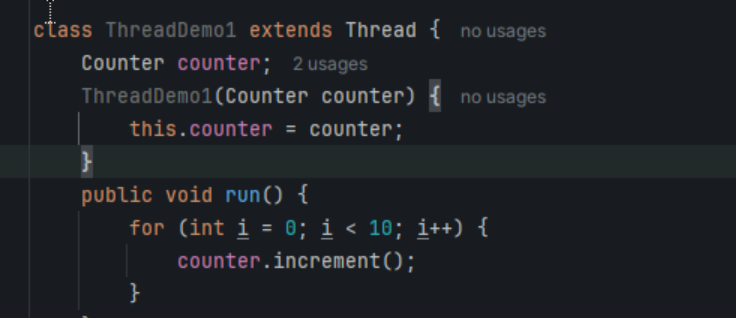 class ThreadDemo1 extends Thread { no usages
Counter counter; 2 usages
ThreadDemo1(Counter counter) { no usages
this.counter = counter;
}
public void run() {
for (int i = 0; i < 10; i++) {
counter.increment();
}